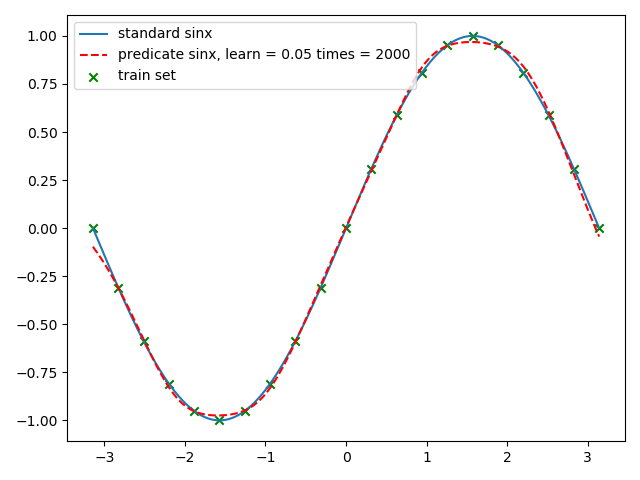 standard sinx
predicate sinx, learn = 0.05 times = 2000
train set
1.00
0.75
0.50
0.25
0.00
−0.25
−0.50
−0.75
−1.00
−3 −2 −1 0 1 2 3